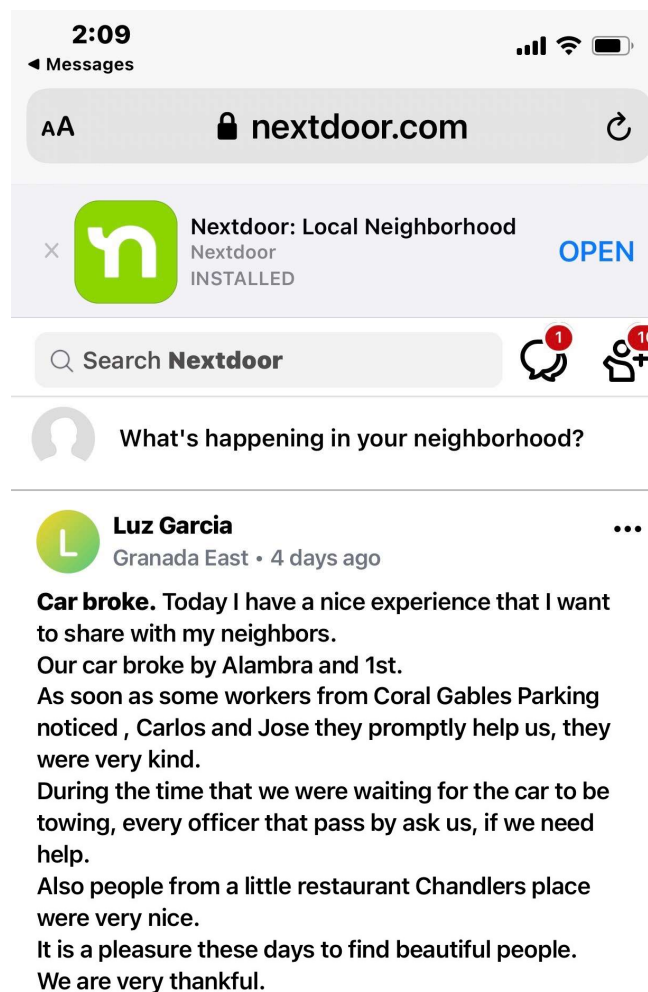 2:09
◀ Messages
AA nextdoor.com
Nextdoor: Local Neighborhood
Nextdoor
INSTALLED
OPEN
Search Nextdoor
1
What's happening in your neighborhood?
L
Luz Garcia
Granada East • 4 days ago
Car broke. Today I have a nice experience that I want
to share with my neighbors.
Our car broke by Alambra and 1st.
As soon as some workers from Coral Gables Parking
noticed , Carlos and Jose they promptly help us, they
were very kind.
During the time that we were waiting for the car to be
towing, every officer that pass by ask us, if we need
help.
Also people from a little restaurant Chandlers place
were very nice.
It is a pleasure these days to find beautiful people.
We are very thankful.